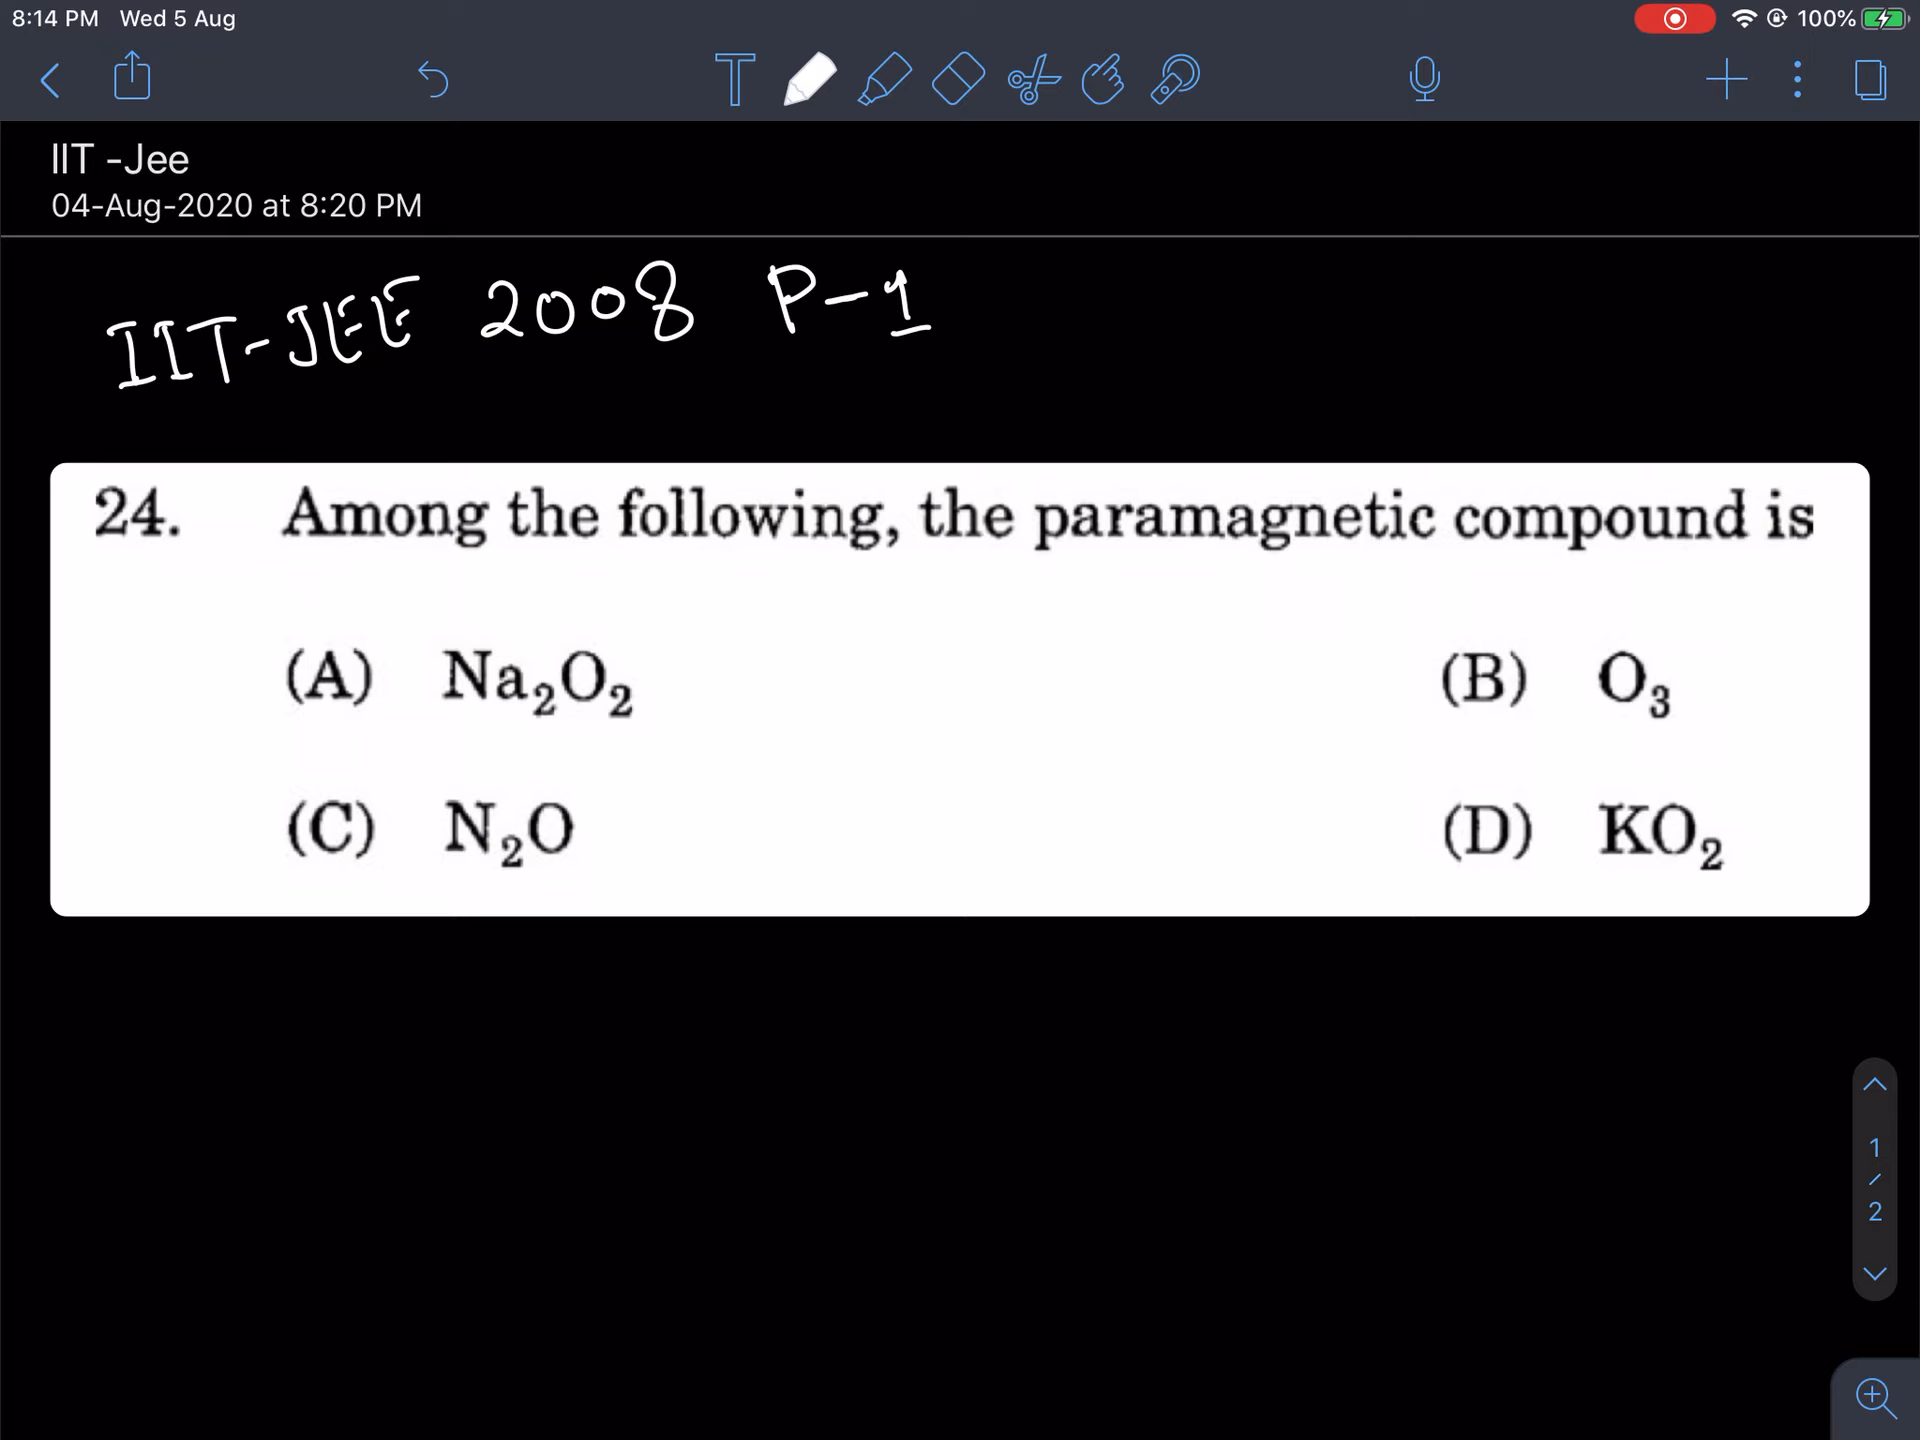 8:14 PM Wed 5 Aug 100%
IIT -Jee
04-Aug-2020 at 8:20 PM
IIT-JEE 2008 P-1
24. Among the following, the paramagnetic compound is
(A) Na₂O₂ (B) O₃
(C) N₂O (D) KO₂
1
/
2